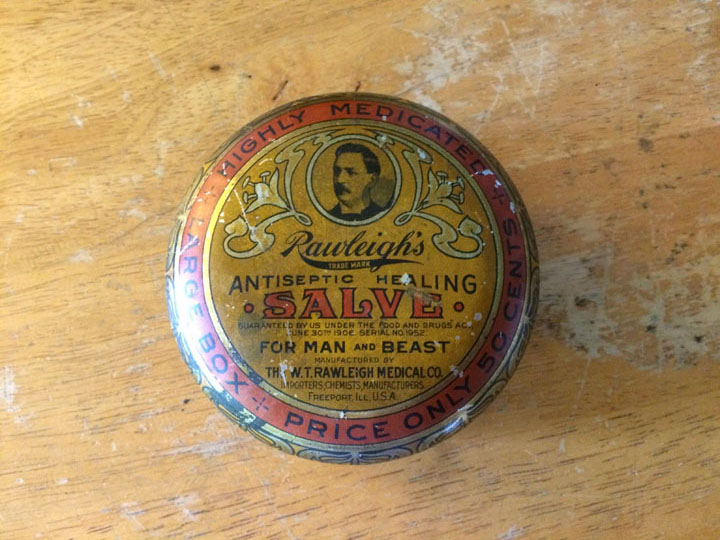 HIGHLY MEDICATED
Rawleigh's
TRADE MARK
ANTISEPTIC HEALING
SALVE
GUARANTEED BY US UNDER THE FOOD AND DRUGS AC
JUNE 30TH 1906. SERIAL NO. 1952.
FOR MAN AND BEAST
MANUFACTURED BY
THE W.T. RAWLEIGH MEDICAL CO.
IMPORTERS, CHEMISTS, MANUFACTURERS
FREEPORT, ILL., U.S.A.
LARGE BOX
PRICE ONLY 50 CENTS